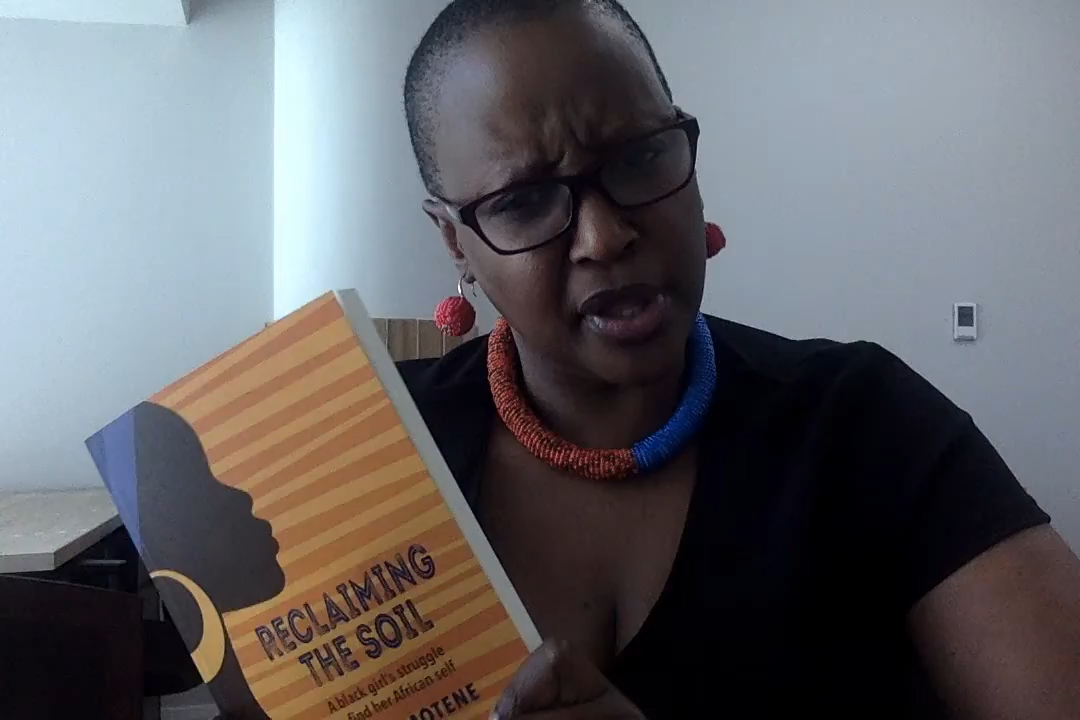 RECLAIMING
THE SOIL
A black girl's struggle
find her African self